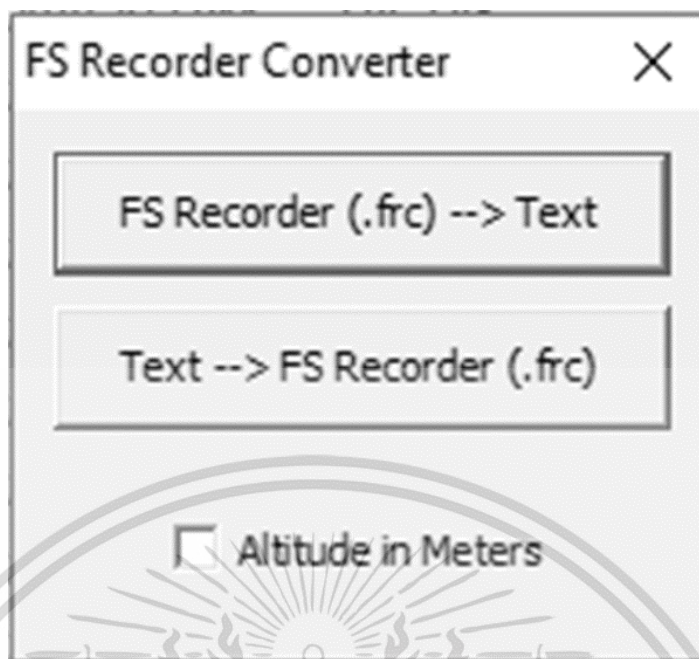 FS Recorder Converter
FS Recorder (.frc) --> Text
Text --> FS Recorder (.frc)
Altitude in Meters